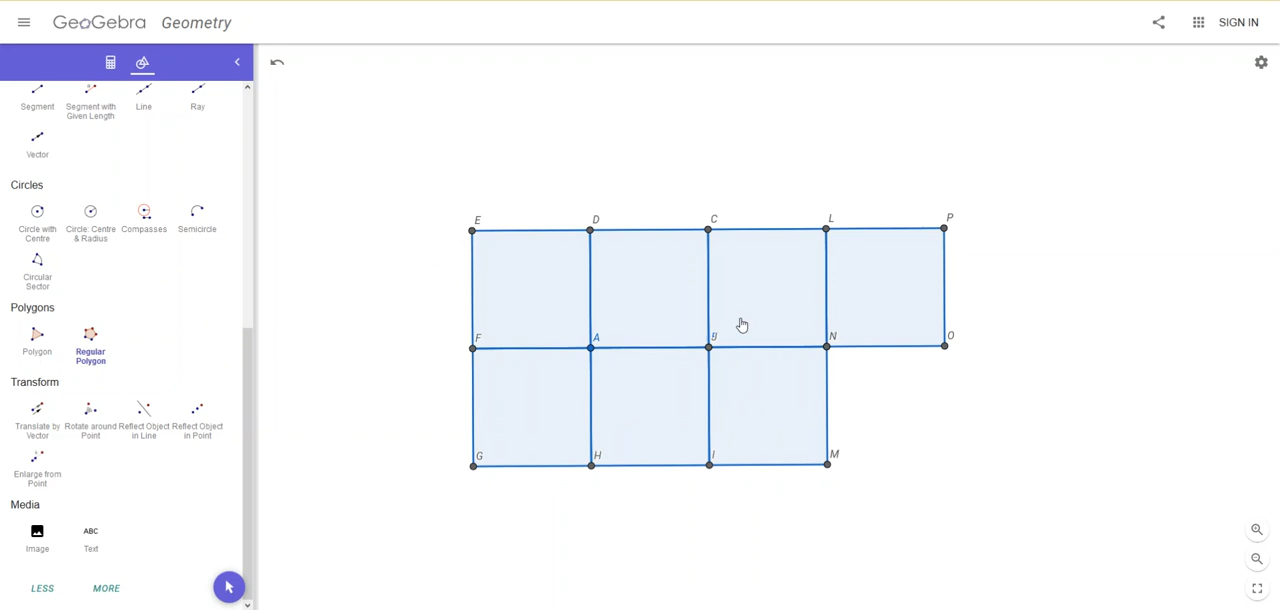 GeoGebra Geometry SIGN IN
Segment Segment with Given Length Line Ray
Vector
Circles
Circle with Centre Circle: Centre & Radius Compasses Semicircle
Circular Sector
Polygons
Polygon Regular Polygon
Transform
Translate by Vector Rotate around Point Reflect Object in Line Reflect Object in Point
Enlarge from Point
Media
ABC
Image Text
LESS MORE
E D C L P
F A N O
G H I M